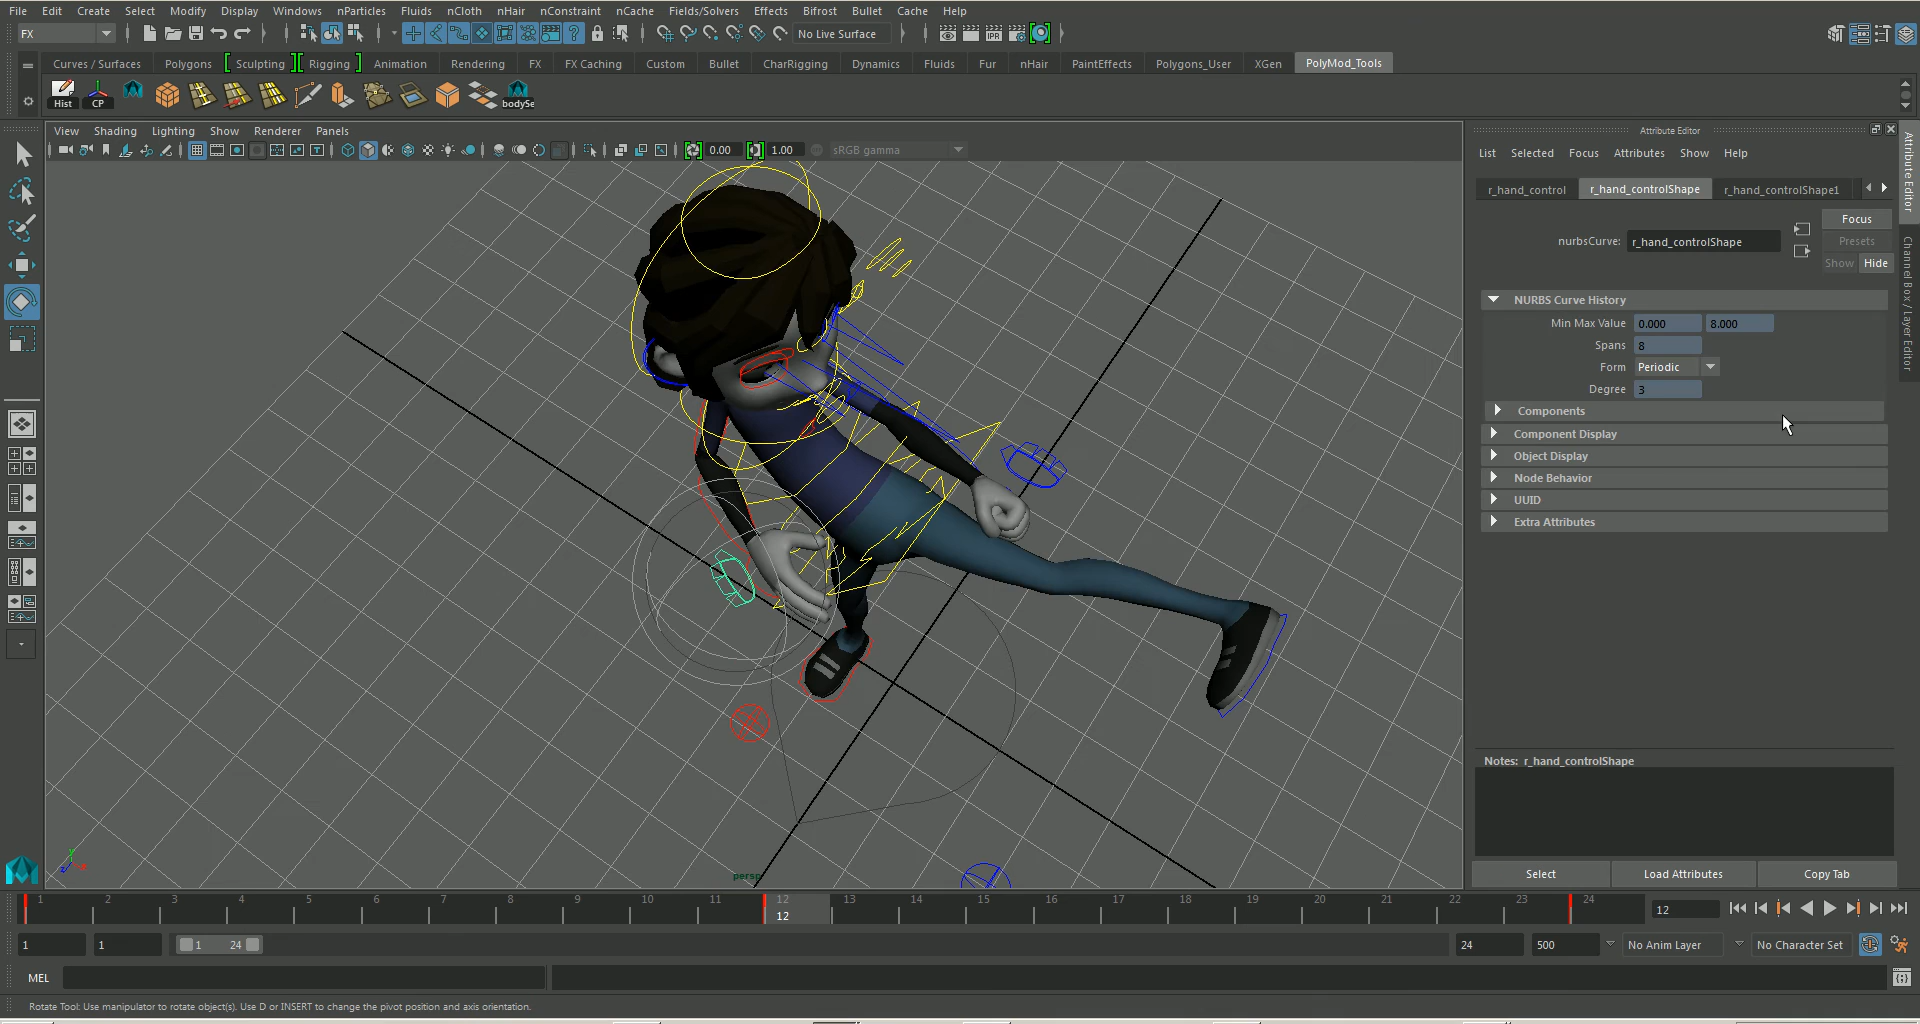 File Edit Create Select Modify Display Windows nParticles Fluids nCloth nHair nConstraint nCache Fields/Solvers Effects Bifrost Bullet Cache Help
FX No Live Surface IPR
Curves / Surfaces Polygons Sculpting Rigging Animation Rendering FX FX Caching Custom Bullet CharRigging Dynamics Fluids Fur nHair PaintEffects Polygons_User XGen PolyMod_Tools
Hist CP bodySe
View Shading Lighting Show Renderer Panels
0.00 1.00 sRGB gamma
persp
Attribute Editor
List Selected Focus Attributes Show Help
r_hand_control r_hand_controlShape r_hand_controlShape1
nurbsCurve: r_hand_controlShape
Focus
Presets
Show Hide
NURBS Curve History
Min Max Value 0.000 8.000
Spans 8
Form Periodic
Degree 3
Components
Component Display
Object Display
Node Behavior
UUID
Extra Attributes
Notes: r_hand_controlShape
Select Load Attributes Copy Tab
Attribute Editor
Channel Box / Layer Editor
1 2 3 4 5 6 7 8 9 10 11 12 13 14 15 16 17 18 19 20 21 22 23 24
12 12
1 1 1 24 24 500 No Anim Layer No Character Set
MEL
Rotate Tool: Use manipulator to rotate object(s). Use D or INSERT to change the pivot position and axis orientation.